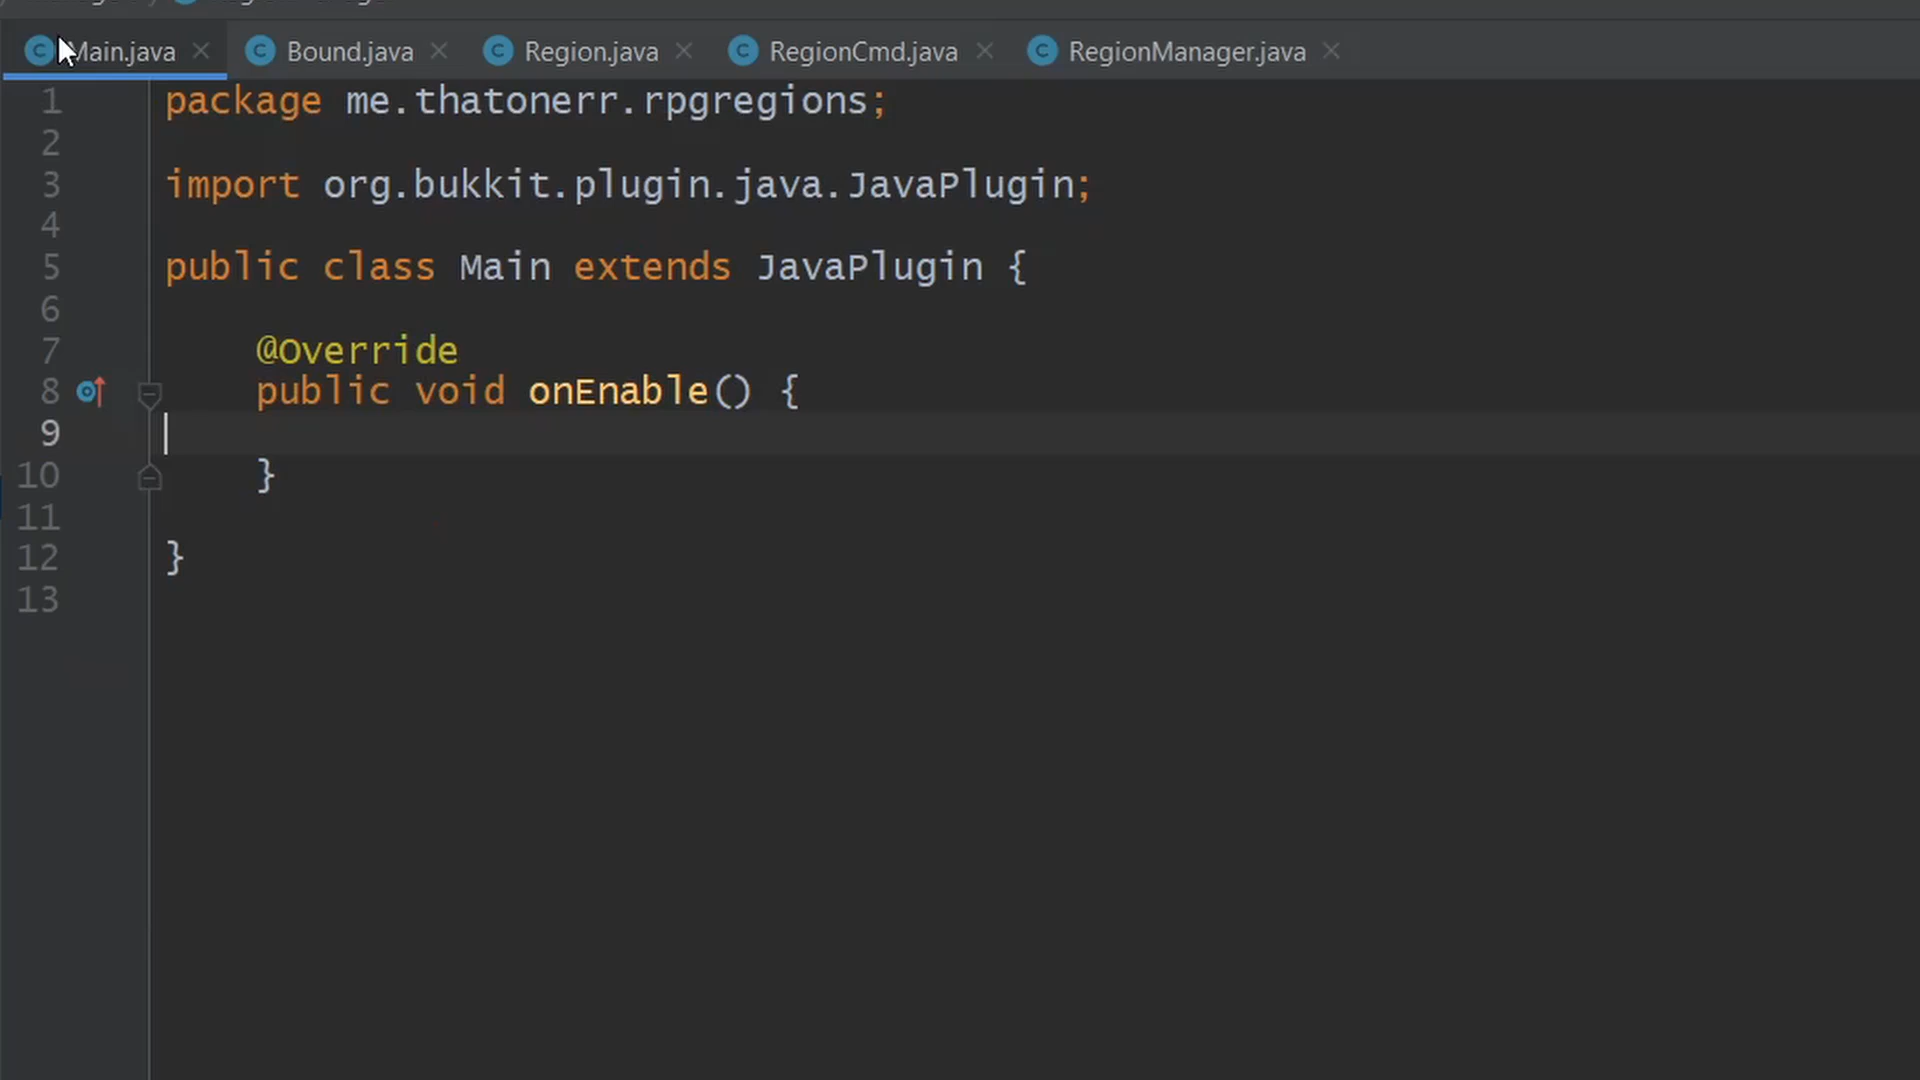 Main.java Bound.java Region.java RegionCmd.java RegionManager.java
1 package me.thatonerr.rpgregions;
2
3 import org.bukkit.plugin.java.JavaPlugin;
4
5 public class Main extends JavaPlugin {
6
7 @Override
8 public void onEnable() {
9
10 }
11
12 }
13